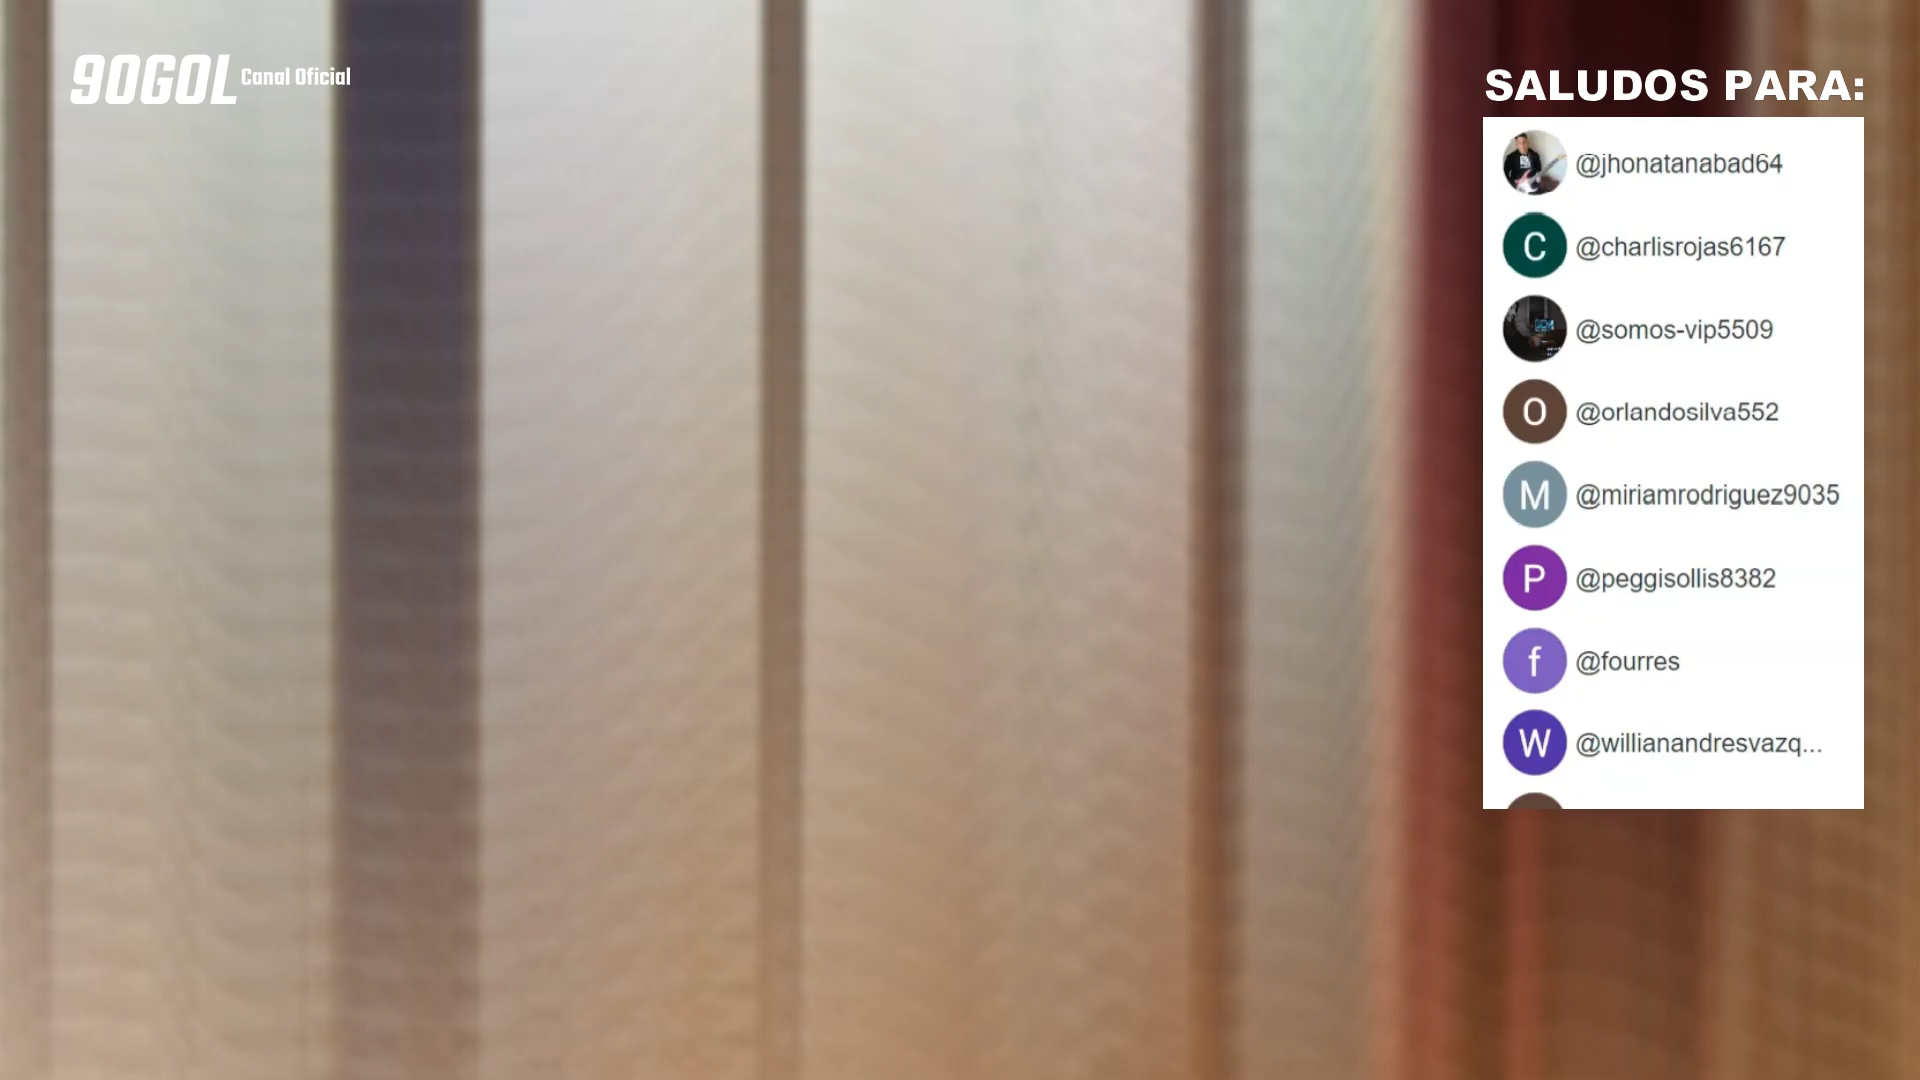 90GOL Canal Oficial
SALUDOS PARA:
@jhonatanabad64
C @charlisrojas6167
@somos-vip5509
O @orlandosilva552
M @miriamrodriguez9035
P @peggisollis8382
f @fourres
W @willianandresvazq...